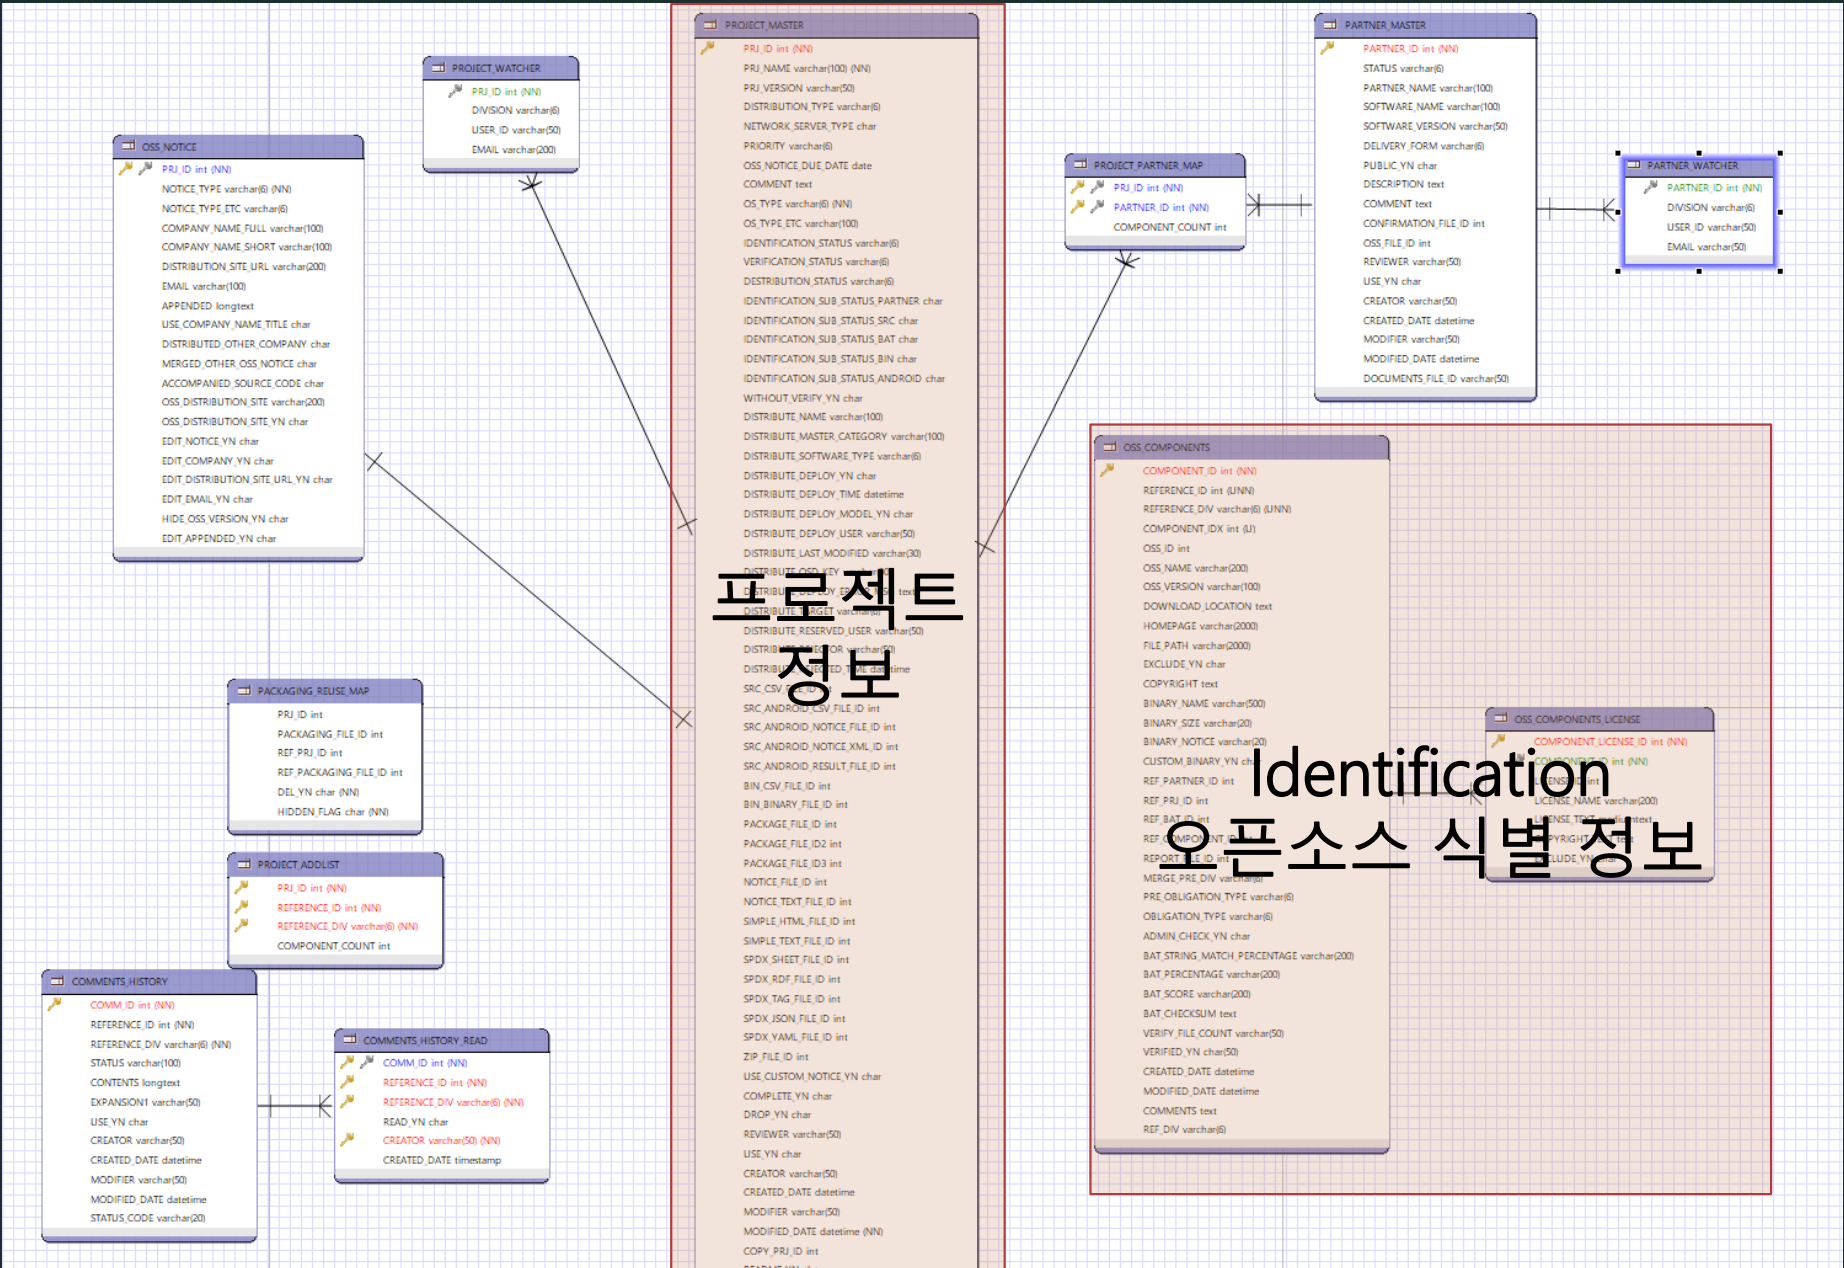 PROJECT_WATCHER
PRJ_ID int (NN)
DIVISION varchar(6)
USER_ID varchar(50)
EMAIL varchar(200)
OSS_NOTICE
PRJ_ID int (NN)
NOTICE_TYPE varchar(6) (NN)
NOTICE_TYPE_ETC varchar(6)
COMPANY_NAME_FULL varchar(100)
COMPANY_NAME_SHORT varchar(100)
DISTRIBUTION_SITE_URL varchar(200)
EMAIL varchar(100)
APPENDED longtext
USE_COMPANY_NAME_TITLE char
DISTRIBUTED_OTHER_COMPANY char
MERGED_OTHER_OSS_NOTICE char
ACCOMPANIED_SOURCE_CODE char
OSS_DISTRIBUTION_SITE varchar(200)
OSS_DISTRIBUTION_SITE_YN char
EDIT_NOTICE_YN char
EDIT_COMPANY_YN char
EDIT_DISTRIBUTION_SITE_URL_YN char
EDIT_EMAIL_YN char
HIDE_OSS_VERSION_YN char
EDIT_APPENDED_YN char
PACKAGING_REUSE_MAP
PRJ_ID int
PACKAGING_FILE_ID int
REF_PRJ_ID int
REF_PACKAGING_FILE_ID int
DEL_YN char (NN)
HIDDEN_FLAG char (NN)
PROJECT_ADDLIST
PRJ_ID int (NN)
REFERENCE_ID int (NN)
REFERENCE_DIV varchar(6) (NN)
COMPONENT_COUNT int
COMMENTS_HISTORY
COMM_ID int (NN)
REFERENCE_ID int (NN)
REFERENCE_DIV varchar(6) (NN)
STATUS varchar(100)
CONTENTS longtext
EXPANSION1 varchar(50)
USE_YN char
CREATOR varchar(50)
CREATED_DATE datetime
MODIFIER varchar(50)
MODIFIED_DATE datetime
STATUS_CODE varchar(20)
COMMENTS_HISTORY_READ
COMM_ID int (NN)
REFERENCE_ID int (NN)
REFERENCE_DIV varchar(6) (NN)
READ_YN char
CREATOR varchar(50) (NN)
CREATED_DATE timestamp
PROJECT_MASTER
PRJ_ID int (NN)
PRJ_NAME varchar(100) (NN)
PRJ_VERSION varchar(50)
DISTRIBUTION_TYPE varchar(6)
NETWORK_SERVER_TYPE char
PRIORITY varchar(6)
OSS_NOTICE_DUE_DATE date
COMMENT text
OS_TYPE varchar(6) (NN)
OS_TYPE_ETC varchar(100)
IDENTIFICATION_STATUS varchar(6)
VERIFICATION_STATUS varchar(6)
DESTRIBUTION_STATUS varchar(6)
IDENTIFICATION_SUB_STATUS_PARTNER char
IDENTIFICATION_SUB_STATUS_SRC char
IDENTIFICATION_SUB_STATUS_BAT char
IDENTIFICATION_SUB_STATUS_BIN char
IDENTIFICATION_SUB_STATUS_ANDROID char
WITHOUT_VERIFY_YN char
DISTRIBUTE_NAME varchar(100)
DISTRIBUTE_MASTER_CATEGORY varchar(100)
DISTRIBUTE_SOFTWARE_TYPE varchar(6)
DISTRIBUTE_DEPLOY_YN char
DISTRIBUTE_DEPLOY_TIME datetime
DISTRIBUTE_DEPLOY_MODEL_YN char
DISTRIBUTE_DEPLOY_USER varchar(50)
DISTRIBUTE_LAST_MODIFIED varchar(30)
프로젝트
정보
DISTRIBUTE_TARGET
DISTRIBUTE_RESERVED_USER varchar(50)
SRC_ANDROID_CSV_FILE_ID int
SRC_ANDROID_NOTICE_FILE_ID int
SRC_ANDROID_NOTICE_XML_ID int
SRC_ANDROID_RESULT_FILE_ID int
BIN_CSV_FILE_ID int
BIN_BINARY_FILE_ID int
PACKAGE_FILE_ID int
PACKAGE_FILE_ID2 int
PACKAGE_FILE_ID3 int
NOTICE_FILE_ID int
NOTICE_TEXT_FILE_ID int
SIMPLE_HTML_FILE_ID int
SIMPLE_TEXT_FILE_ID int
SPDX_SHEET_FILE_ID int
SPDX_RDF_FILE_ID int
SPDX_TAG_FILE_ID int
SPDX_JSON_FILE_ID int
SPDX_YAML_FILE_ID int
ZIP_FILE_ID int
USE_CUSTOM_NOTICE_YN char
COMPLETE_YN char
DROP_YN char
REVIEWER varchar(50)
USE_YN char
CREATOR varchar(50)
CREATED_DATE datetime
MODIFIER varchar(50)
MODIFIED_DATE datetime (NN)
COPY_PRJ_ID int
PROJECT_PARTNER_MAP
PRJ_ID int (NN)
PARTNER_ID int (NN)
COMPONENT_COUNT int
PARTNER_MASTER
PARTNER_ID int (NN)
STATUS varchar(6)
PARTNER_NAME varchar(100)
SOFTWARE_NAME varchar(100)
SOFTWARE_VERSION varchar(50)
DELIVERY_FORM varchar(6)
PUBLIC_YN char
DESCRIPTION text
COMMENT text
CONFIRMATION_FILE_ID int
OSS_FILE_ID int
REVIEWER varchar(50)
USE_YN char
CREATOR varchar(50)
CREATED_DATE datetime
MODIFIER varchar(50)
MODIFIED_DATE datetime
DOCUMENTS_FILE_ID varchar(50)
PARTNER_WATCHER
PARTNER_ID int (NN)
DIVISION varchar(6)
USER_ID varchar(50)
EMAIL varchar(50)
OSS_COMPONENTS
COMPONENT_ID int (NN)
REFERENCE_ID int (UNN)
REFERENCE_DIV varchar(6) (UNN)
COMPONENT_IDX int (U)
OSS_ID int
OSS_NAME varchar(200)
OSS_VERSION varchar(100)
DOWNLOAD_LOCATION text
HOMEPAGE varchar(2000)
FILE_PATH varchar(2000)
EXCLUDE_YN char
COPYRIGHT text
BINARY_NAME varchar(500)
BINARY_SIZE varchar(20)
BINARY_NOTICE varchar(20)
CUSTOM_BINARY_YN
REF_PARTNER_ID int
REF_PRJ_ID int
REF_BAT_ID int
REPORT_FILE_ID int
MERGE_PRE_DIV
PRE_OBLIGATION_TYPE varchar(6)
OBLIGATION_TYPE varchar(6)
ADMIN_CHECK_YN char
BAT_STRING_MATCH_PERCENTAGE varchar(200)
BAT_PERCENTAGE varchar(200)
BAT_SCORE varchar(200)
BAT_CHECKSUM text
VERIFY_FILE_COUNT varchar(50)
VERIFIED_YN char(50)
CREATED_DATE datetime
MODIFIED_DATE datetime
COMMENTS text
REF_DIV varchar(6)
Identification
오픈소스 식별 정보
OSS_COMPONENTS_LICENSE
COMPONENT_LICENSE_ID int (NN)
COMPONENT_ID int (NN)
LICENSE_NAME varchar(200)